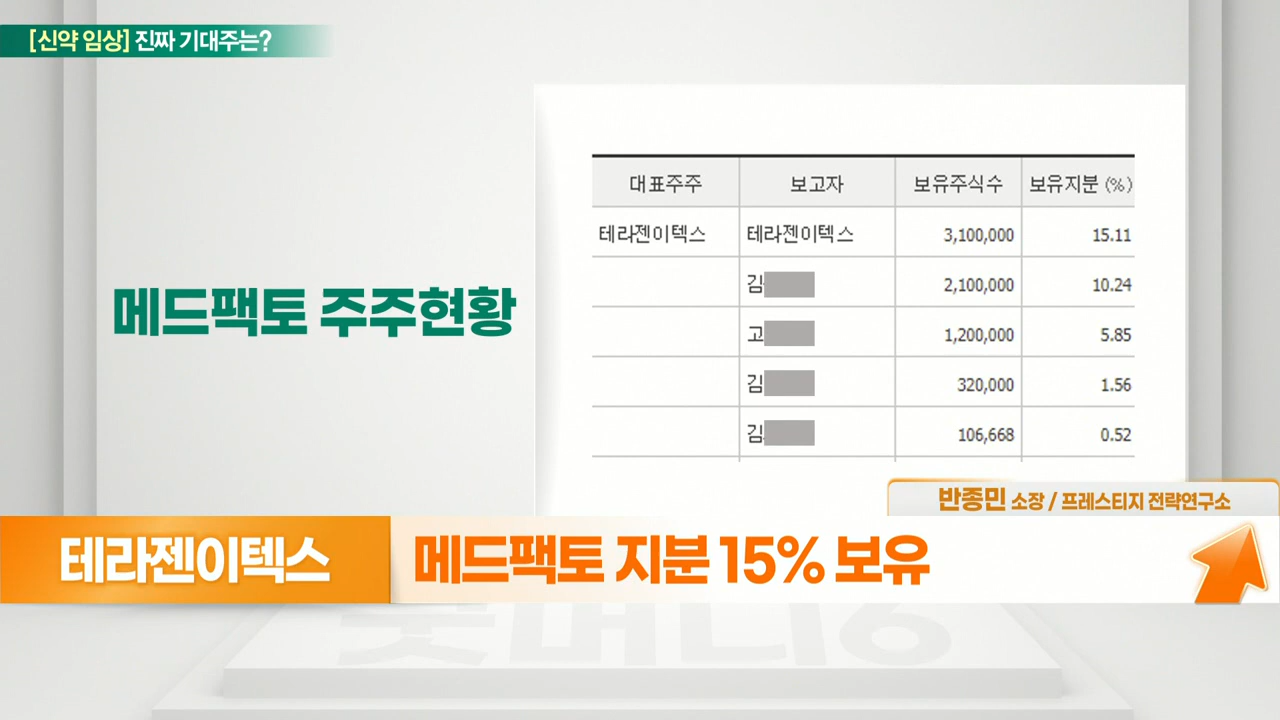 [신약 임상] 진짜 기대주는?
메드팩토 주주현황
대표주주 보고자 보유주식수 보유지분 (%)
테라젠이텍스 테라젠이텍스 3,100,000 15.11
김 2,100,000 10.24
고 1,200,000 5.85
김 320,000 1.56
김 106,668 0.52
반종민 소장 / 프레스티지 전략연구소
테라젠이텍스 메드팩토 지분 15% 보유
굿머니6